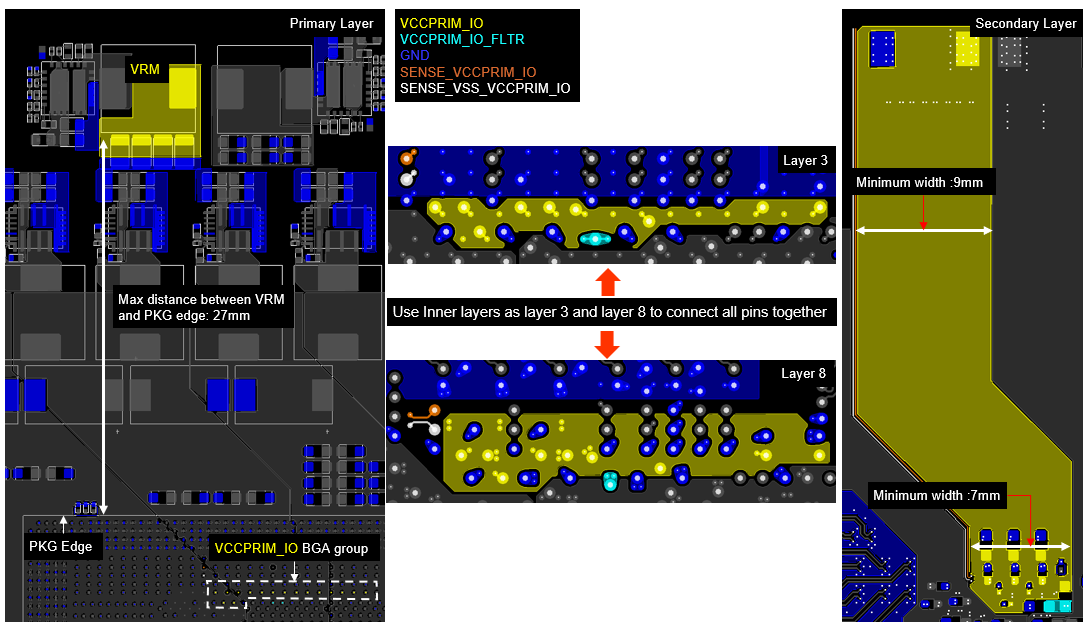 Primary Layer
VRM
Max distance between VRM
and PKG edge: 27mm
PKG Edge
VCCPRIM_IO BGA group
VCCPRIM_IO
VCCPRIM_IO_FLTR
GND
SENSE_VCCPRIM_IO
SENSE_VSS_VCCPRIM_IO
Layer 3
Use Inner layers as layer 3 and layer 8 to connect all pins together
Layer 8
Secondary Layer
Minimum width :9mm
Minimum width :7mm